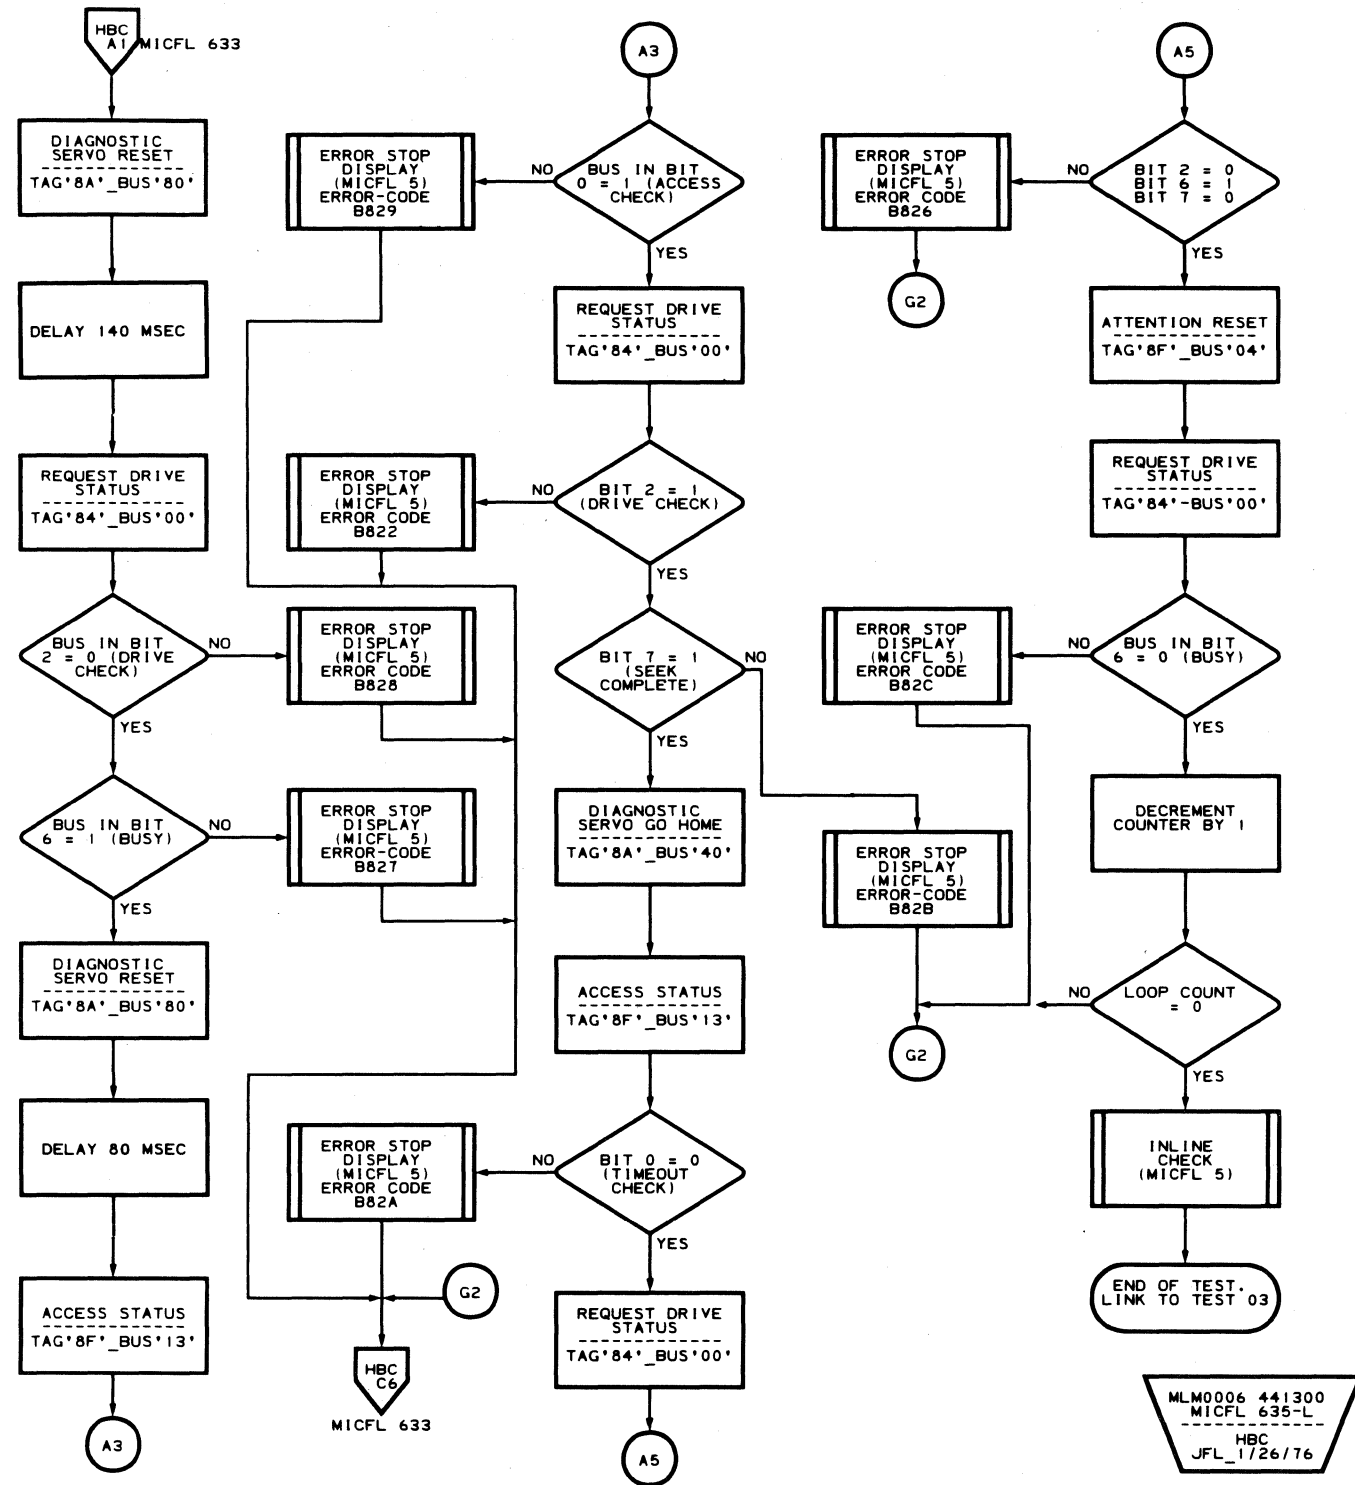 HBC
A1 MICFL 633
DIAGNOSTIC
SERVO RESET
TAG'8A'_BUS'80'
DELAY 140 MSEC
REQUEST DRIVE
STATUS
TAG'84'_BUS'00'
BUS IN BIT
2 = 0 (DRIVE
CHECK)
NO
YES
BUS IN BIT
6 = 1 (BUSY)
NO
YES
DIAGNOSTIC
SERVO RESET
TAG'8A'_BUS'80'
DELAY 80 MSEC
ACCESS STATUS
TAG'8F'_BUS'13'
A3
ERROR STOP
DISPLAY
(MICFL 5)
ERROR-CODE
B829
ERROR STOP
DISPLAY
(MICFL 5)
ERROR CODE
B822
ERROR STOP
DISPLAY
(MICFL 5)
ERROR CODE
B828
ERROR STOP
DISPLAY
(MICFL 5)
ERROR-CODE
B827
ERROR STOP
DISPLAY
(MICFL 5)
ERROR CODE
B82A
G2
HBC
C6
MICFL 633
A3
BUS IN BIT
0 = 1 (ACCESS
CHECK)
NO
YES
REQUEST DRIVE
STATUS
TAG'84'_BUS'00'
BIT 2 = 1
(DRIVE CHECK)
NO
YES
BIT 7 = 1
(SEEK
COMPLETE)
NO
YES
DIAGNOSTIC
SERVO GO HOME
TAG'8A'_BUS'40'
ACCESS STATUS
TAG'8F'_BUS'13'
BIT 0 = 0
(TIMEOUT
CHECK)
NO
YES
REQUEST DRIVE
STATUS
TAG'84'_BUS'00'
A5
ERROR STOP
DISPLAY
(MICFL 5)
ERROR CODE
B826
G2
ERROR STOP
DISPLAY
(MICFL 5)
ERROR CODE
B82C
ERROR STOP
DISPLAY
(MICFL 5)
ERROR-CODE
B82B
G2
A5
BIT 2 = 0
BIT 6 = 1
BIT 7 = 0
NO
YES
ATTENTION RESET
TAG'8F'_BUS'04'
REQUEST DRIVE
STATUS
TAG'84'-BUS'00'
BUS IN BIT
6 = 0 (BUSY)
NO
YES
DECREMENT
COUNTER BY 1
LOOP COUNT
= 0
NO
YES
INLINE
CHECK
(MICFL 5)
END OF TEST.
LINK TO TEST 03
MLM0006 441300
MICFL 635-L
HBC
JFL_1/26/76